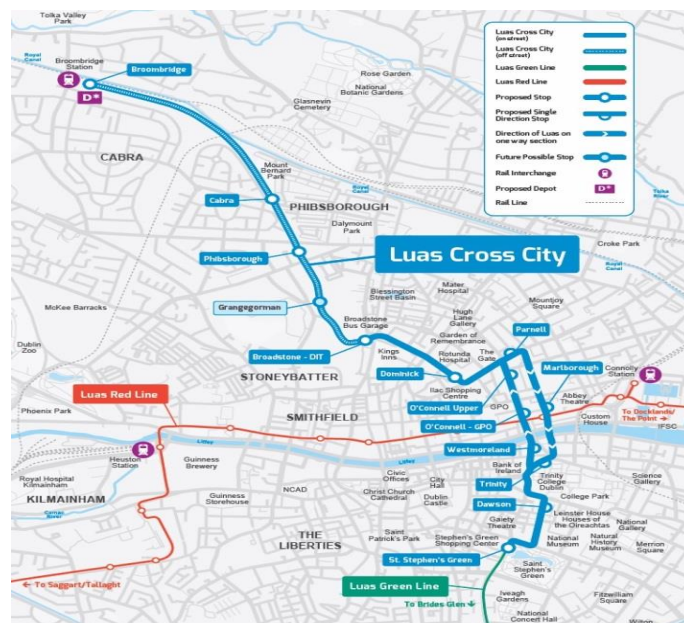 Tolka Valley
Park
Royal
Canal
Broombridge
Station
Broombridge
D*
Rose Garden
National
Botanic Gardens
Glasnevin
Cemetery
CABRA
Mount
Bernard
Park
Royal
Canal
Tolka
River
Cabra
PHIBSBOROUGH
Dalymount
Park
Croke Park
Royal
Canal
Phibsborough
Luas Cross City
McKee Barracks
Grangegorman
Blessington
Street Basin
Mater
Hospital
Mountjoy
Square
Hugh
Lane
Gallery
Broadstone
Bus Garage
Garden of
Remembrance
Parnell
Dublin
Zoo
Broadstone - DIT
Kings
Inns
Rotunda
Hospital
The
Gate
Connolly
Station
STONEYBATTER
Dominick
Marlborough
Ilac Shopping
Centre
Abbey
Theatre
Luas Red Line
O'Connell Upper
GPO
Phoenix Park
SMITHFIELD
O'Connell - GPO
Custom
House
To Docklands/
The Point
IFSC
Liffey
Heuston
Station
Guinness
Brewery
Westmoreland
Liffey
Bank of
Ireland
Civic
Offices
City
Hall
Trinity
Trinity
College
Dublin
Science
Gallery
Royal Hospital
Kilmainham
KILMAINHAM
Camac
River
Guinness
Storehouse
NCAD
Christ Church
Cathedral
Dublin
Castle
College Park
Dawson
Gaiety
Theatre
Leinster House
Houses of
the Oireachtas
National
Gallery
THE
LIBERTIES
Saint
Patrick's Park
Stephen's Green
Shopping Center
National
Museum
Natural
History
Museum
Merrion
Square
St. Stephen's Green
Saint
Stephen's
Green
To Saggart/Tallaght
Luas Green Line
To Brides Glen
Iveagh
Gardens
Fitzwilliam
Square
National
Concert Hall
Luas Cross City
(on street)
Luas Cross City
(off street)
Luas Green Line
Luas Red Line
Proposed Stop
Proposed Single
Direction Stop
Direction of Luas on
one way section
Future Possible Stop
Rail Interchange
Proposed Depot
D*
Rail Line